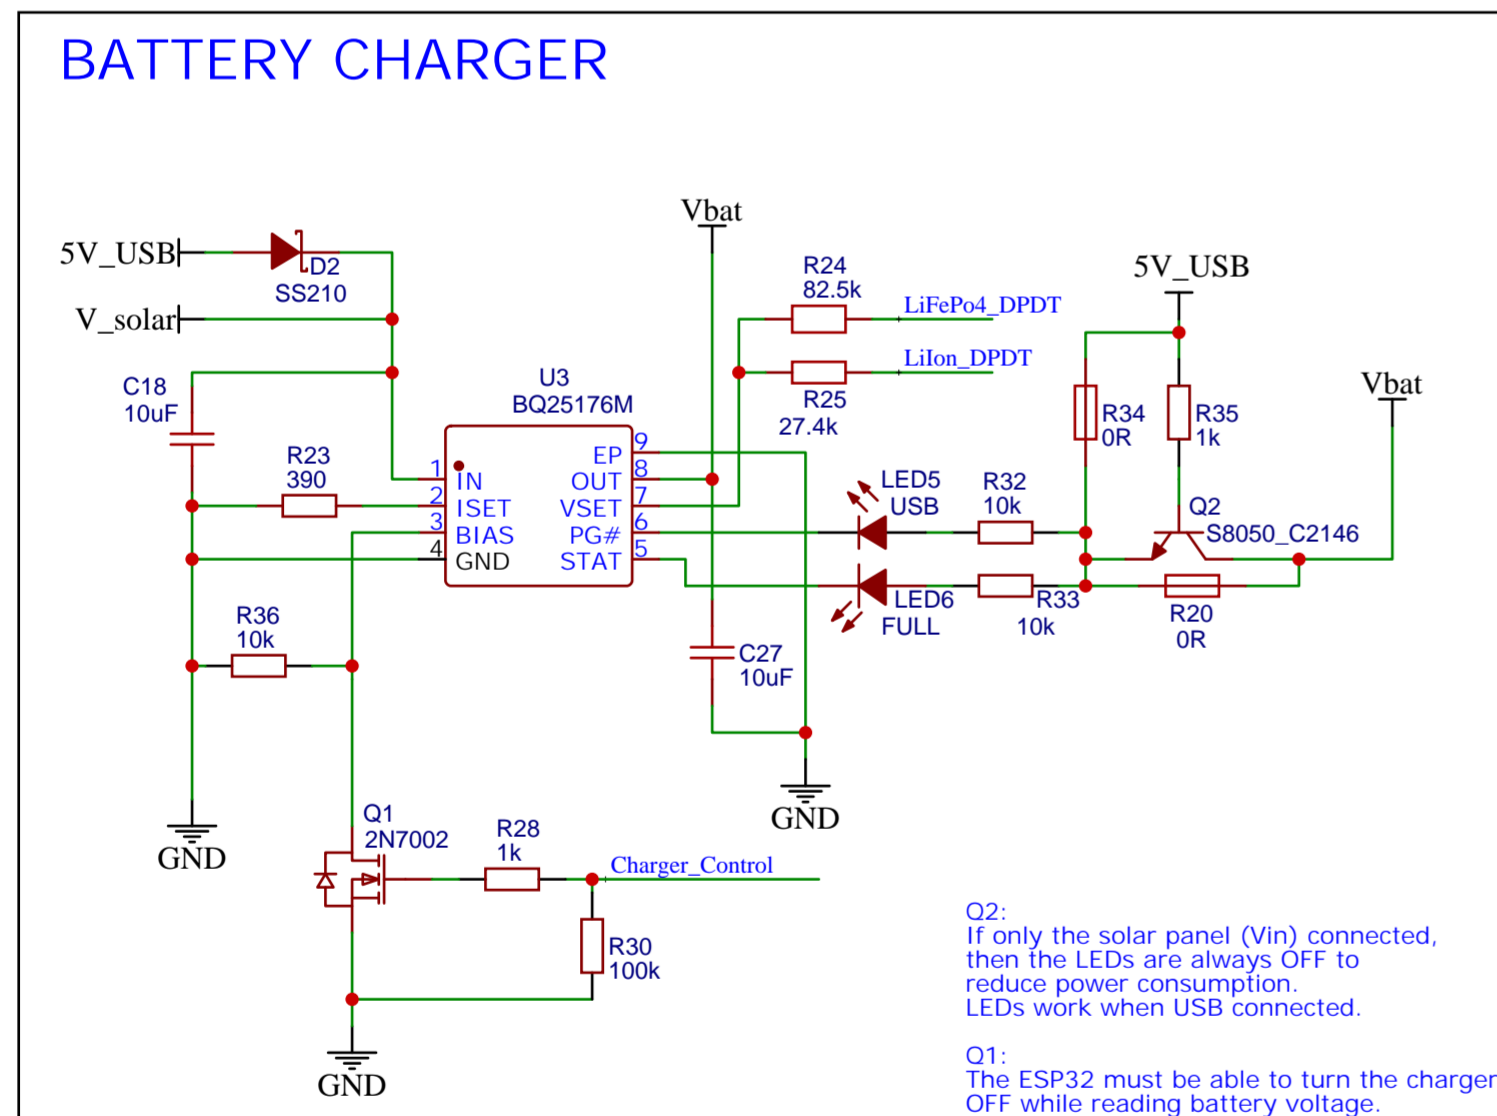 BATTERY CHARGER
Vbat
5V_USB
D2
SS210
V_solar
R24
82.5k
LiFePo4_DPDT
5V_USB
LiIon_DPDT
C18
10uF
U3
BQ25176M
R25
27.4k
Vbat
R34
0R
R35
1k
R23
390
1
IN
2
ISET
3
BIAS
4
GND
EP
9
OUT
8
VSET
7
PG#
6
STAT
5
LED5
USB
R32
10k
Q2
S8050_C2146
LED6
FULL
R33
10k
R20
0R
R36
10k
C27
10uF
GND
GND
Q1
2N7002
R28
1k
Charger_Control
R30
100k
GND
Q2:
If only the solar panel (Vin) connected,
then the LEDs are always OFF to
reduce power consumption.
LEDs work when USB connected.
Q1:
The ESP32 must be able to turn the charger
OFF while reading battery voltage.